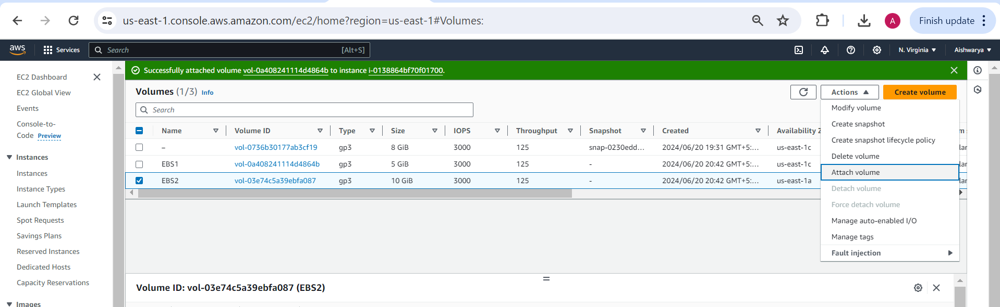 us-east-1.console.aws.amazon.com/ec2/home?region=us-east-1#Volumes:
A
Finish update
aws
Services
Search
[Alt+S]
N. Virginia
Aishwarya
EC2 Dashboard
EC2 Global View
Events
Console-to-
Code Preview
Instances
Instances
Instance Types
Launch Templates
Spot Requests
Savings Plans
Reserved Instances
Dedicated Hosts
Capacity Reservations
Images
Successfully attached volume vol-0a408241114d4864b to instance i-0138864bf70f01700.
Volumes (1/3) Info
Actions
Create volume
Search
Name Volume ID Type Size IOPS Throughput Snapshot Created Availability Z
– vol-0736b30177ab3cf19 gp3 8 GiB 3000 125 snap-0230edd... 2024/06/20 19:31 GMT+5:... us-east-1c
EBS1 vol-0a408241114d4864b gp3 5 GiB 3000 125 - 2024/06/20 20:42 GMT+5:... us-east-1c
EBS2 vol-03e74c5a39ebfa087 gp3 10 GiB 3000 125 - 2024/06/20 20:42 GMT+5:... us-east-1a
Modify volume
Create snapshot
Create snapshot lifecycle policy
Delete volume
Attach volume
Detach volume
Force detach volume
Manage auto-enabled I/O
Manage tags
Fault injection
Volume ID: vol-03e74c5a39ebfa087 (EBS2)